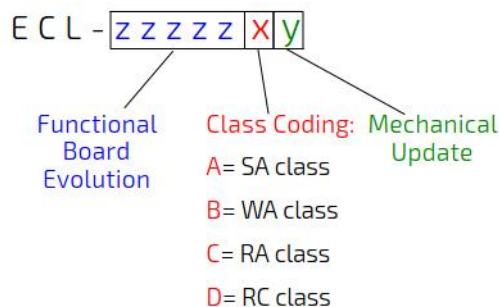 ECL-zzzzzxy
Functional
Board
Evolution
Class Coding:
A= SA class
B= WA class
C= RA class
D= RC class
Mechanical
Update